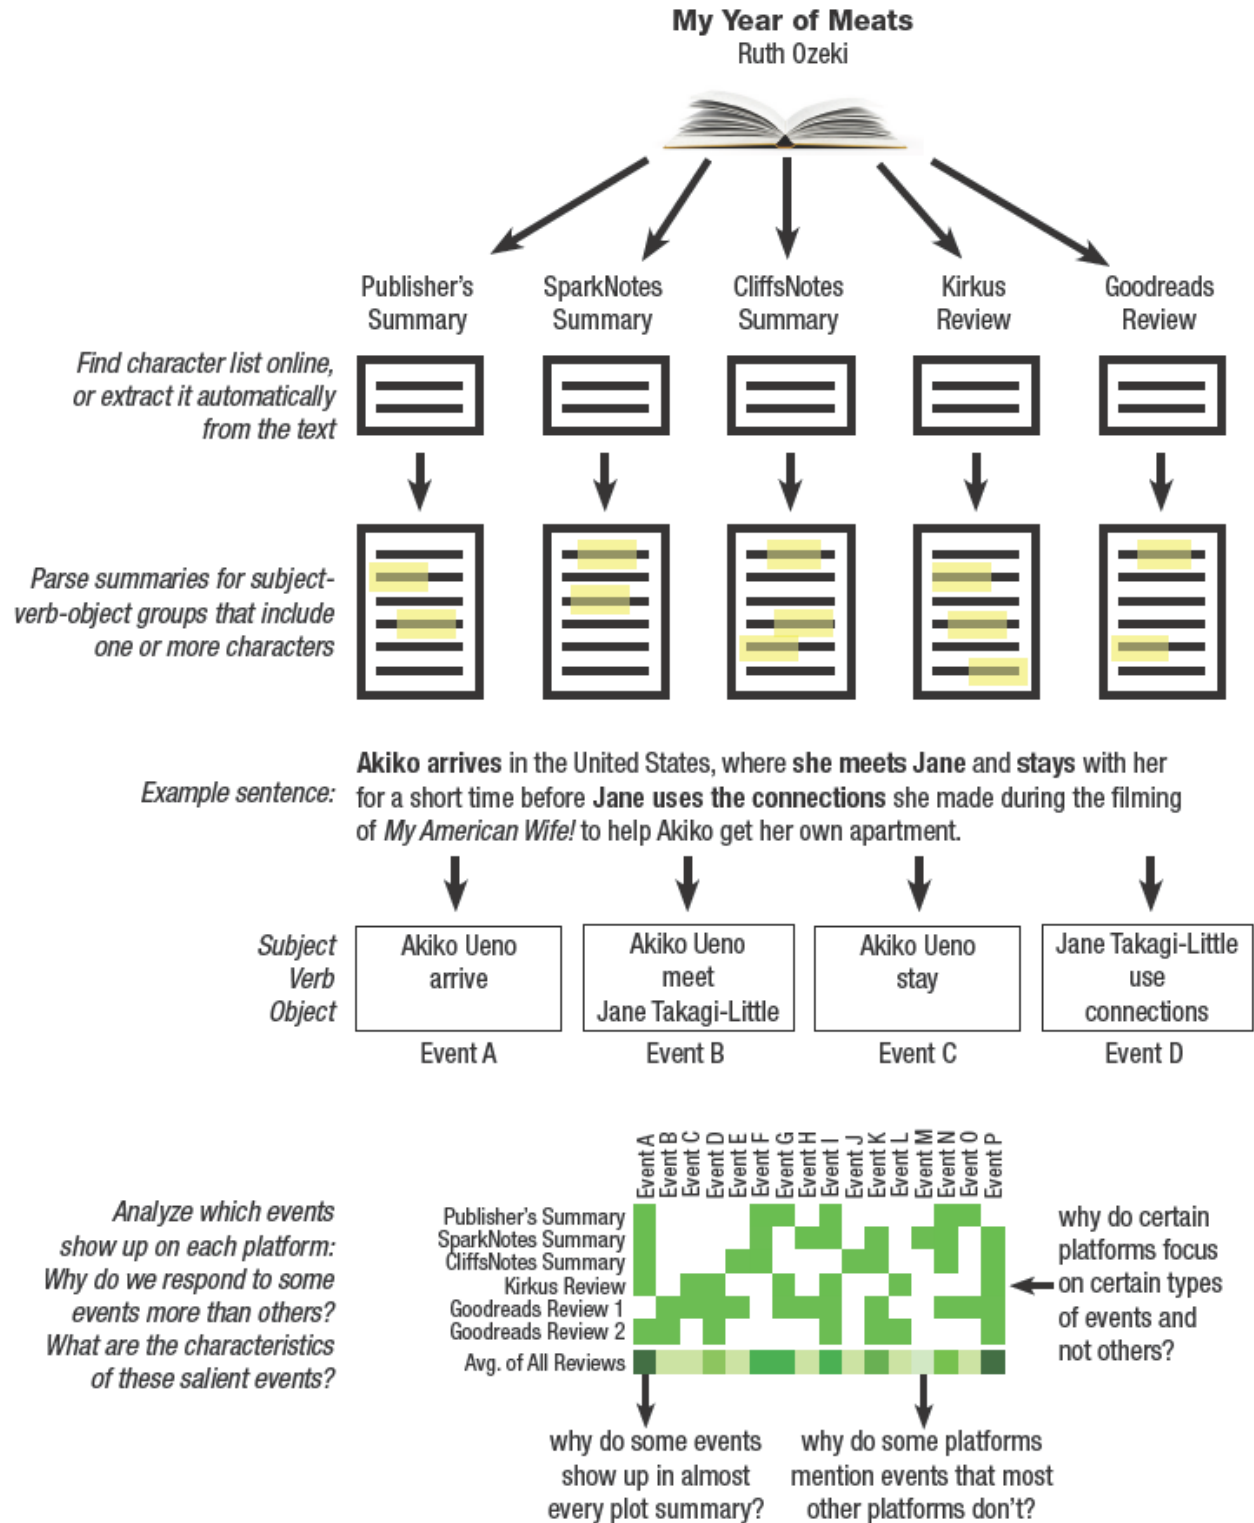 My Year of Meats
Ruth Ozeki
Publisher's
Summary
SparkNotes
Summary
CliffsNotes
Summary
Kirkus
Review
Goodreads
Review
Find character list online,
or extract it automatically
from the text
Parse summaries for subject-
verb-object groups that include
one or more characters
Example sentence:
Akiko arrives in the United States, where she meets Jane and stays with her
for a short time before Jane uses the connections she made during the filming
of My American Wife! to help Akiko get her own apartment.
Subject
Verb
Object
Akiko Ueno
arrive
Event A
Akiko Ueno
meet
Jane Takagi-Little
Event B
Akiko Ueno
stay
Event C
Jane Takagi-Little
use
connections
Event D
Analyze which events
show up on each platform:
Why do we respond to some
events more than others?
What are the characteristics
of these salient events?
Event A
Event B
Event C
Event D
Event E
Event F
Event G
Event H
Event I
Event J
Event K
Event L
Event M
Event N
Event O
Event P
Publisher's Summary
SparkNotes Summary
CliffsNotes Summary
Kirkus Review
Goodreads Review 1
Goodreads Review 2
Avg. of All Reviews
why do certain
platforms focus
on certain types
of events and
not others?
why do some events
show up in almost
every plot summary?
why do some platforms
mention events that most
other platforms don't?